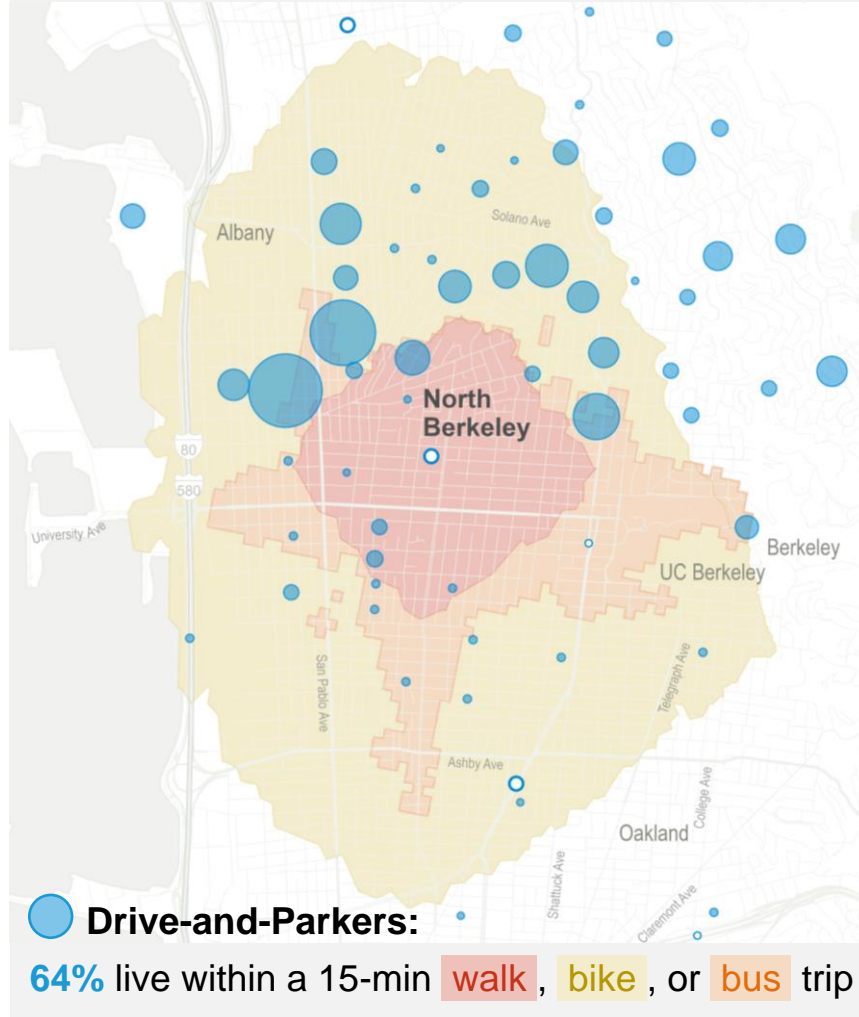 Solano Ave
Albany
North
Berkeley
80
580
University Ave
Berkeley
UC Berkeley
San Pablo Ave
Telegraph Ave
Ashby Ave
College Ave
Oakland
Shattuck Ave
Claremont Ave
Drive-and-Parkers:
64% live within a 15-min walk, bike, or bus trip